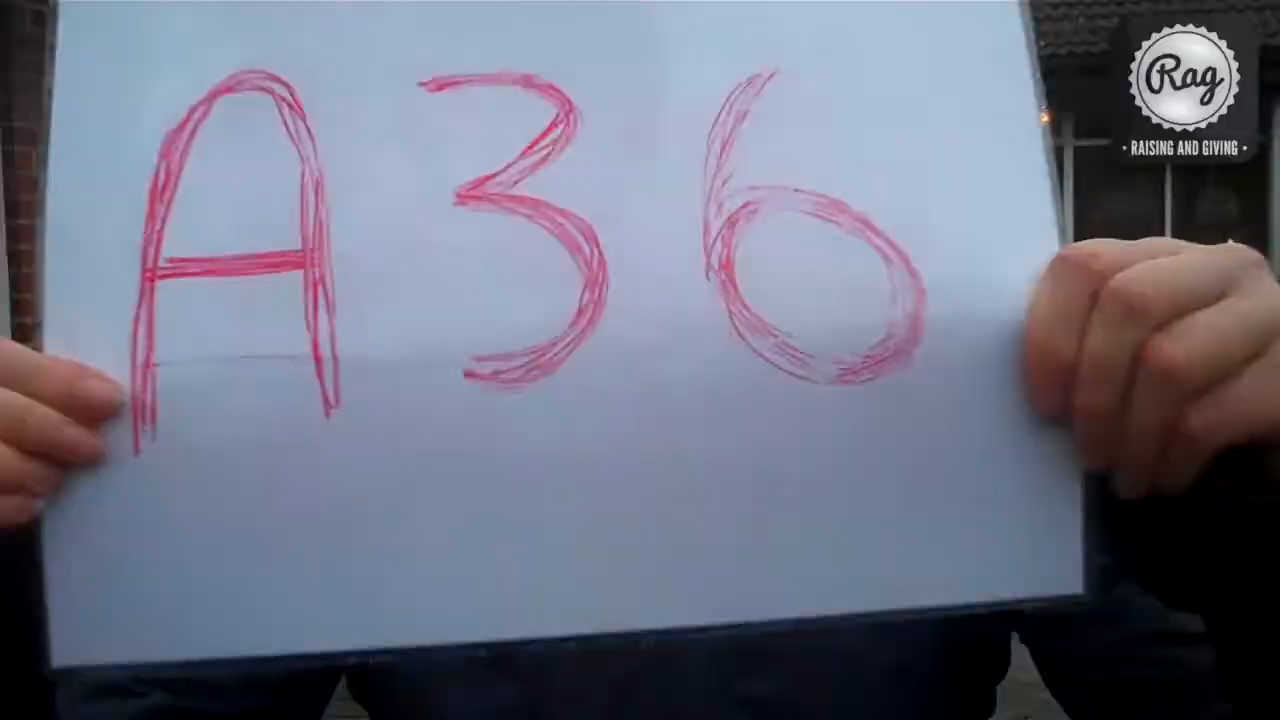 A36
Rag
• RAISING AND GIVING •